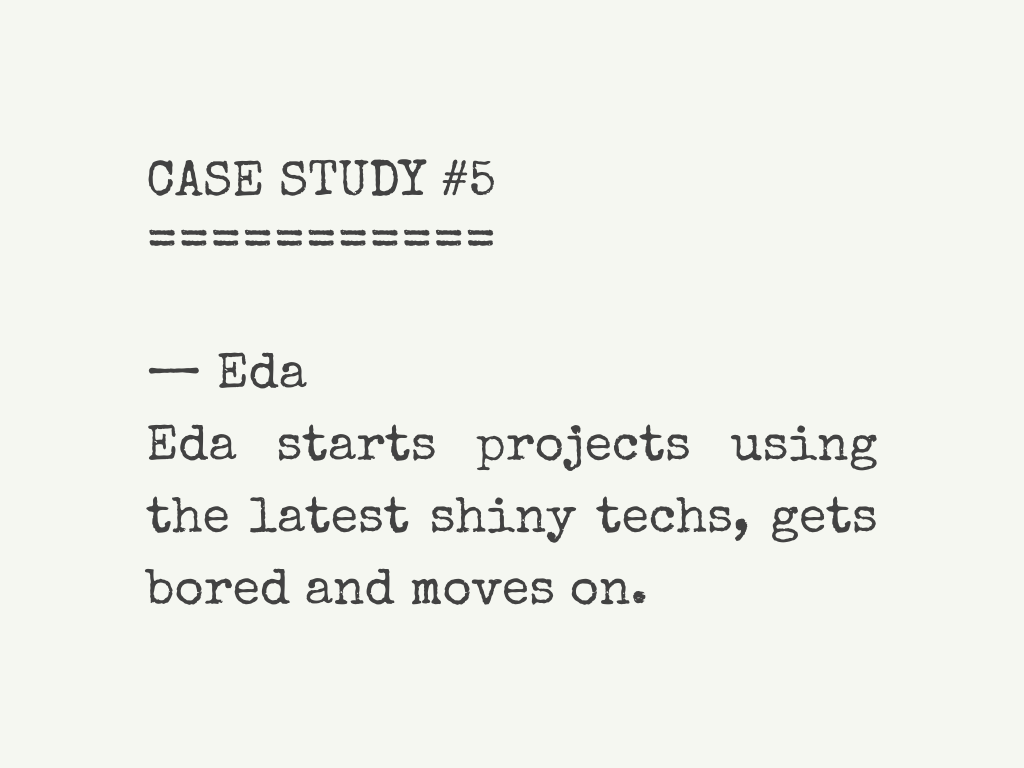 CASE STUDY #5
===========
— Eda
Eda starts projects using
the latest shiny techs, gets
bored and moves on.